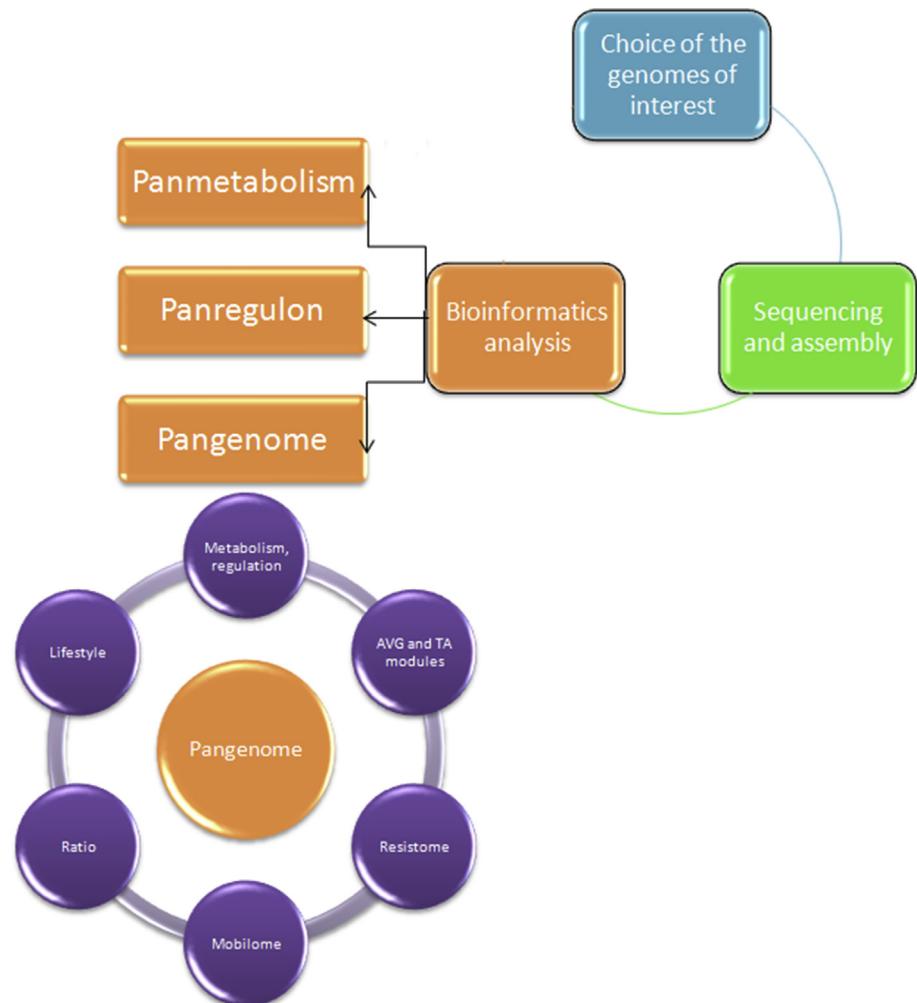 Choice of the
genomes of
interest
Panmetabolism
Panregulon
Bioinformatics
analysis
Sequencing
and assembly
Pangenome
Metabolism,
regulation
Lifestyle
AVG and TA
modules
Pangenome
Ratio
Resistome
Mobilome